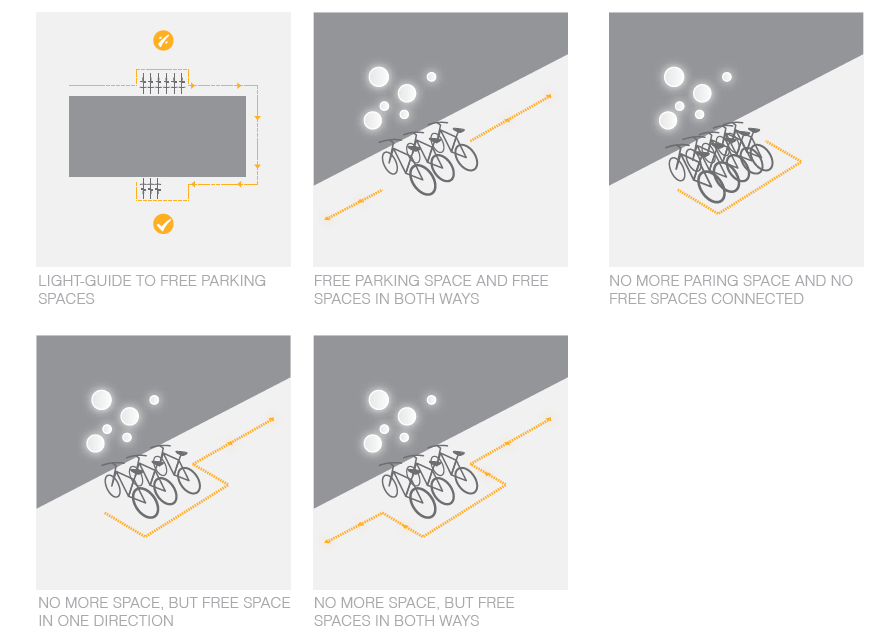 LIGHT-GUIDE TO FREE PARKING
SPACES
FREE PARKING SPACE AND FREE
SPACES IN BOTH WAYS
NO MORE PARING SPACE AND NO
FREE SPACES CONNECTED
NO MORE SPACE, BUT FREE SPACE
IN ONE DIRECTION
NO MORE SPACE, BUT FREE
SPACES IN BOTH WAYS